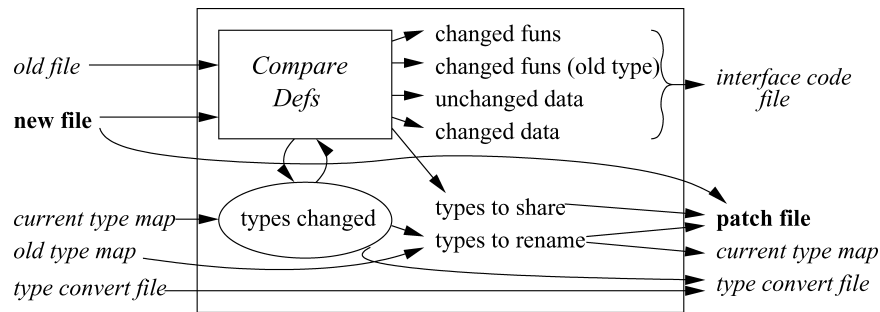 old file
new file
current type map
old type map
type convert file
Compare
Defs
types changed
changed funs
changed funs (old type)
unchanged data
changed data
types to share
types to rename
interface code
file
patch file
current type map
type convert file